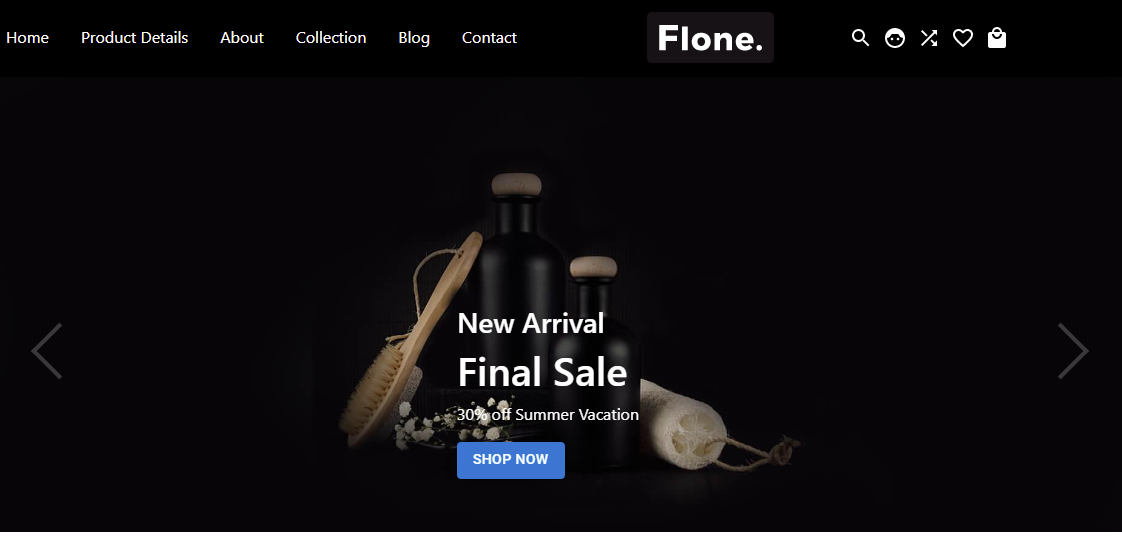 Home Product Details About Collection Blog Contact Flone.
New Arrival
Final Sale
30% off Summer Vacation
SHOP NOW